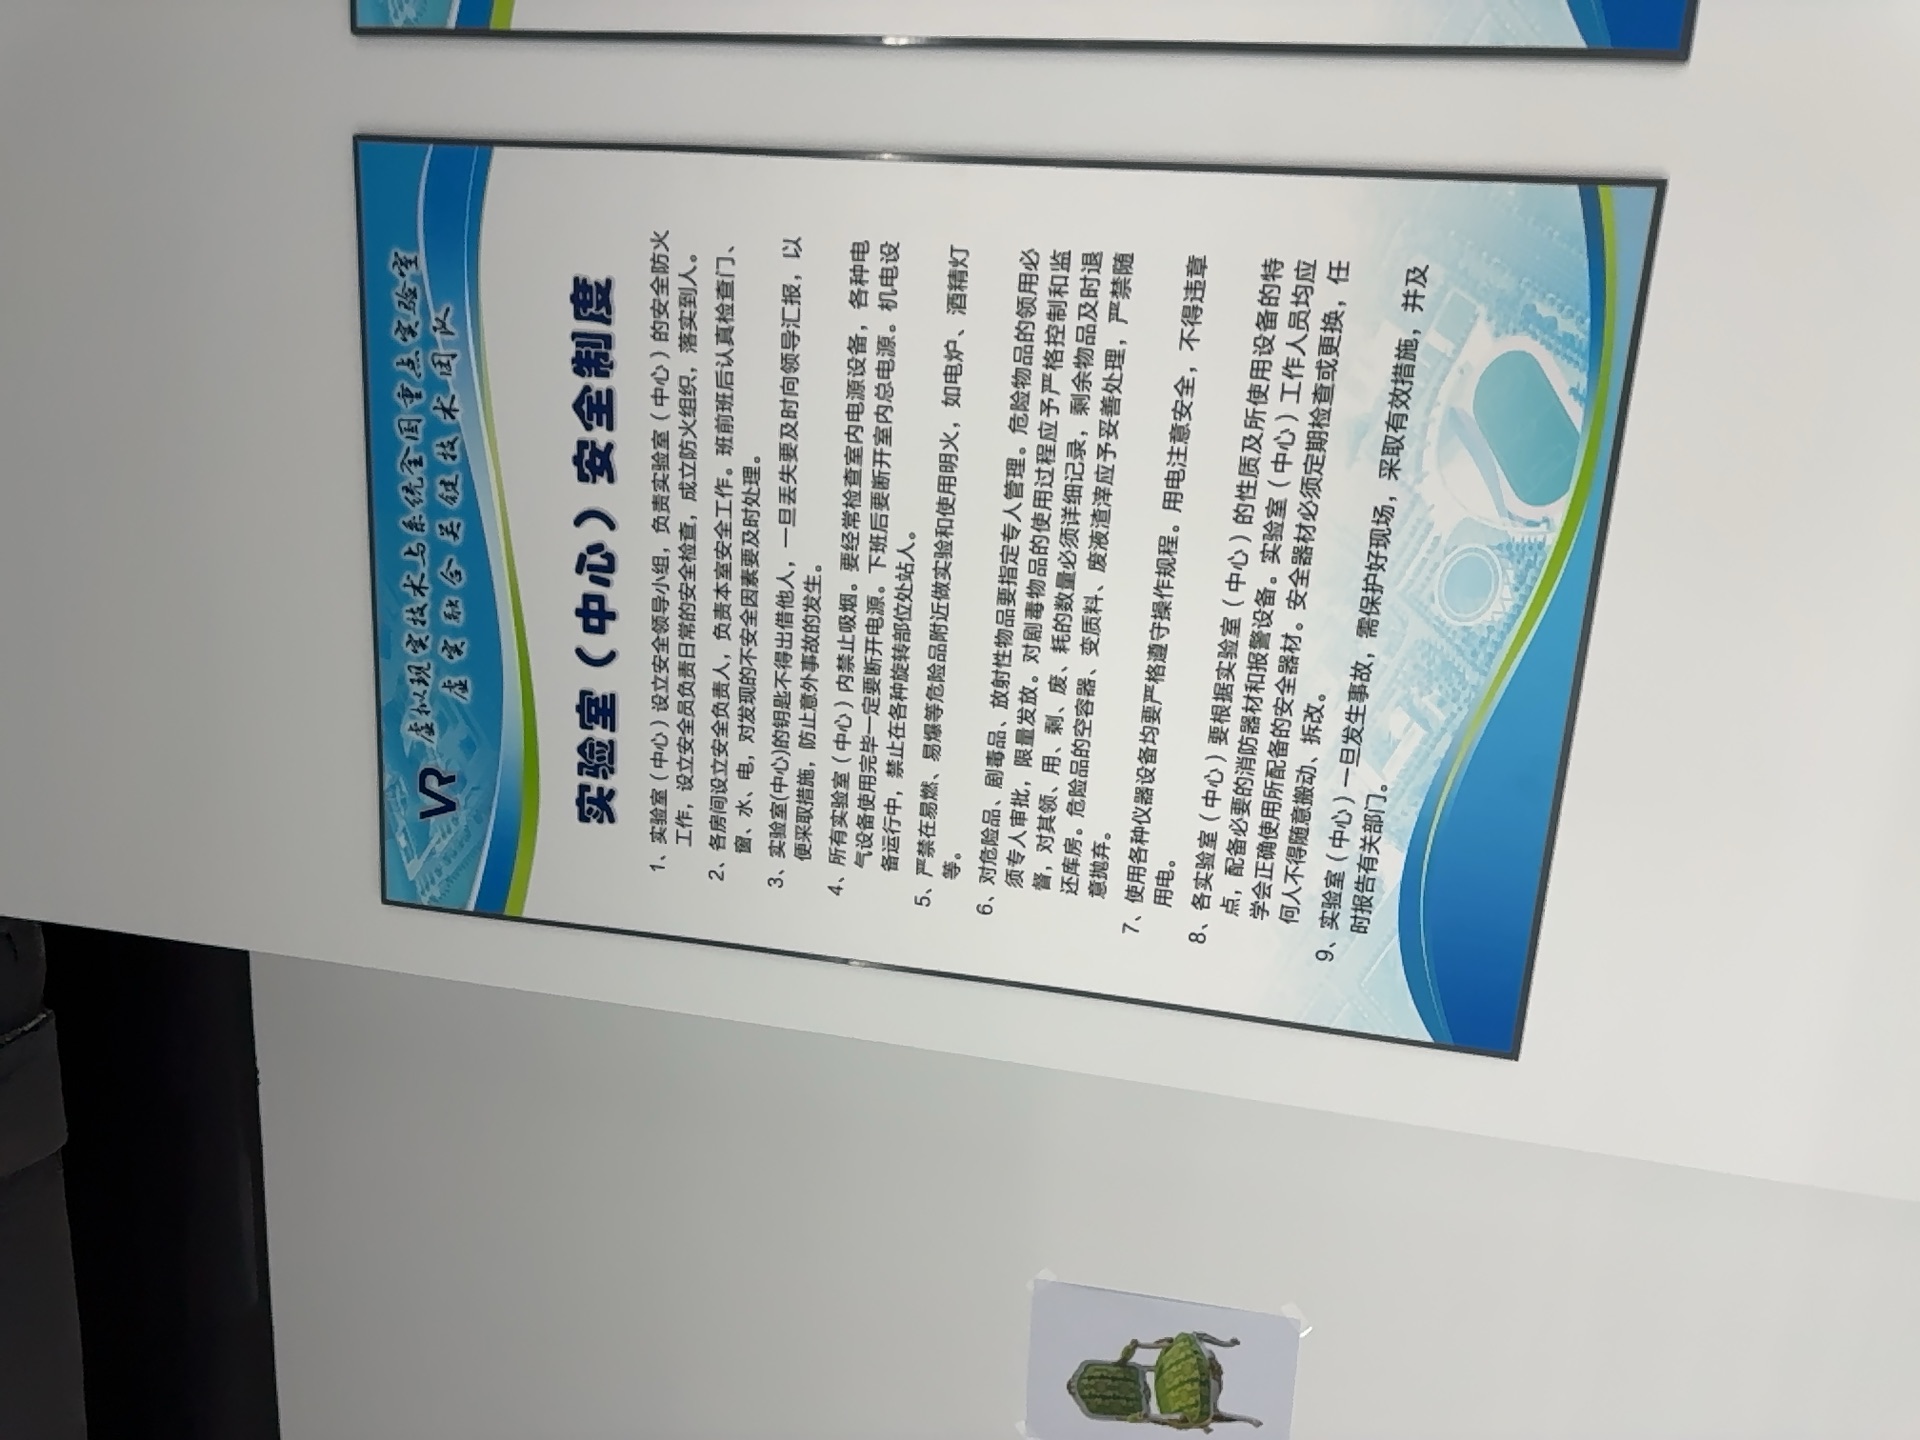 VR 虚拟现实技术与系统全国重点实验室
虚实融合关键技术团队
实验室（中心）安全制度
1、实验室（中心）设立安全领导小组，负责实验室（中心）的安全防火
工作，设立安全员负责日常的安全检查，成立防火组织，落实到人。
2、各房间设立安全负责人，负责本室安全工作。班前班后认真检查门、
窗、水、电，对发现的不安全因素要及时处理。
3、实验室(中心)的钥匙不得出借他人，一旦丢失要及时向领导汇报，以
便采取措施，防止意外事故的发生。
4、所有实验室（中心）内禁止吸烟。要经常检查室内电源设备，各种电
气设备使用完毕一定要断开电源。下班后要断开室内总电源。机电设
备运行中，禁止在各种旋转部位处站人。
5、严禁在易燃、易爆等危险品附近做实验和使用明火，如电炉、酒精灯
等。
6、对危险品、剧毒品、放射性物品要指定专人管理。危险物品的领用必
须专人审批，限量发放。对剧毒物品的使用过程应予严格控制和监
督，对其领、用、剩、废、耗的数量必须详细记录，剩余物品及时退
还库房。危险品的空容器、变质料、废液渣滓应予妥善处理，严禁随
意抛弃。
7、使用各种仪器设备均要严格遵守操作规程。用电注意安全，不得违章
用电。
8、各实验室（中心）要根据实验室（中心）的性质及所使用设备的特
点，配备必要的消防器材和报警设备。实验室（中心）工作人员均应
学会正确使用所配备的安全器材。安全器材必须定期检查或更换，任
何人不得随意搬动、拆改。
9、实验室（中心）一旦发生事故，需保护好现场，采取有效措施，并及
时报告有关部门。